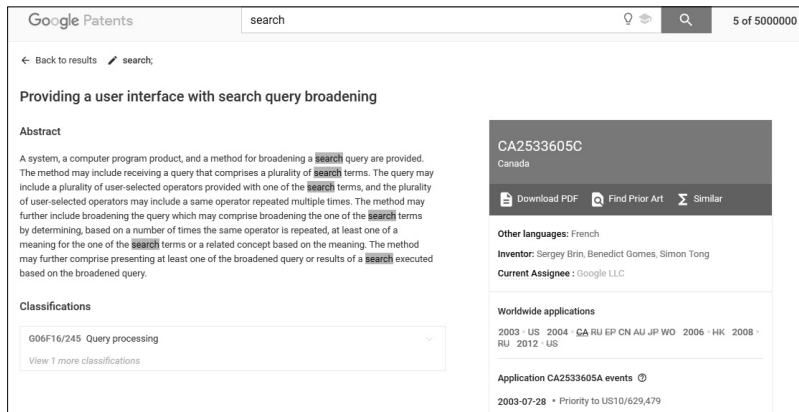 Google Patents
search
5 of 5000000
Back to results search;
Providing a user interface with search query broadening
Abstract
A system, a computer program product, and a method for broadening a search query are provided.
The method may include receiving a query that comprises a plurality of search terms. The query may
include a plurality of user-selected operators provided with one of the search terms, and the plurality
of user-selected operators may include a same operator repeated multiple times. The method may
further include broadening the query which may comprise broadening the one of the search terms
by determining, based on a number of times the same operator is repeated, at least one of a
meaning for the one of the search terms or a related concept based on the meaning. The method
may further comprise presenting at least one of the broadened query or results of a search executed
based on the broadened query.
Classifications
G06F16/245 Query processing
View 1 more classifications
CA2533605C
Canada
Download PDF Find Prior Art Similar
Other languages: French
Inventor: Sergey Brin, Benedict Gomes, Simon Tong
Current Assignee : Google LLC
Worldwide applications
2003 • US 2004 • CA RU EP CN AU JP WO 2006 • HK 2008 •
RU 2012 • US
Application CA2533605A events
2003-07-28 • Priority to US10/629,479